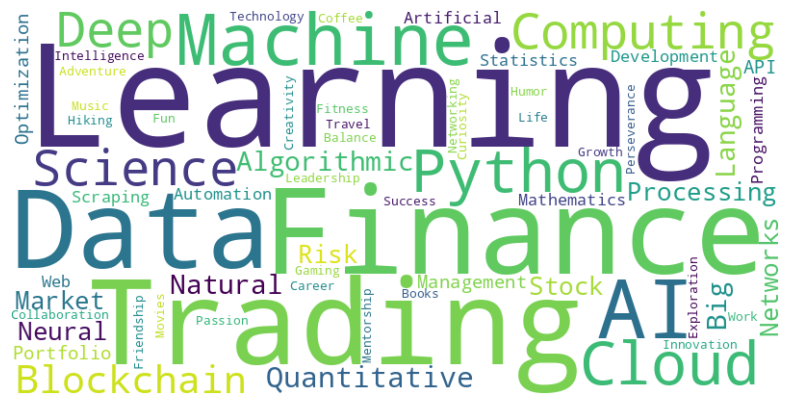 Technology
Coffee
Artificial
Deep
Machine
Computing
Optimization
Intelligence
Statistics
Development
API
Adventure
Learning
Language
Programming
Music
Hiking
Fun
Creativity
Fitness
Travel
Balance
Networking
Curiosity
Humor
Life
Perseverance
Growth
Science
Algorithmic
Python
Processing
Leadership
Scraping
Automation
Success
Mathematics
Data
Finance
Networks
Risk
Gaming
Web
Natural
Career
Management
Stock
AI
Exploration
Big
Market
Books
Collaboration
Trading
Work
Neural
Friendship
Movies
Passion
Mentorship
Innovation
Portfolio
Cloud
Blockchain
Quantitative